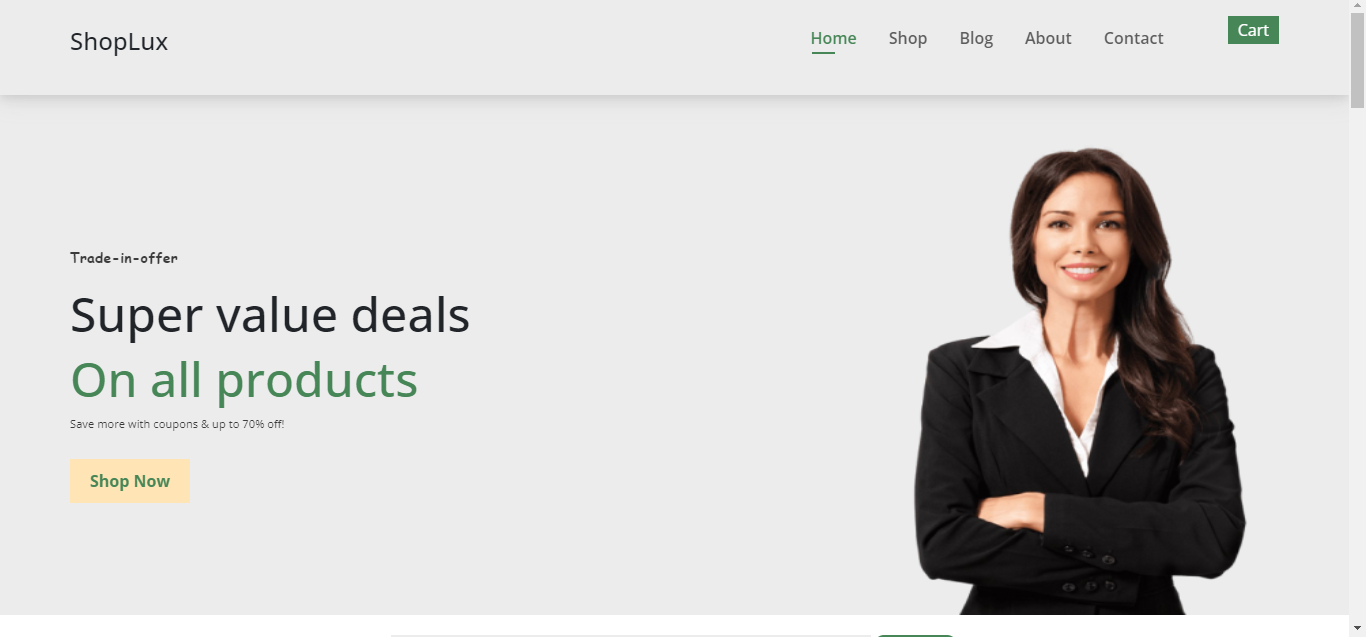 ShopLux
Home Shop Blog About Contact Cart
Trade-in-offer
Super value deals
On all products
Save more with coupons & up to 70% off!
Shop Now